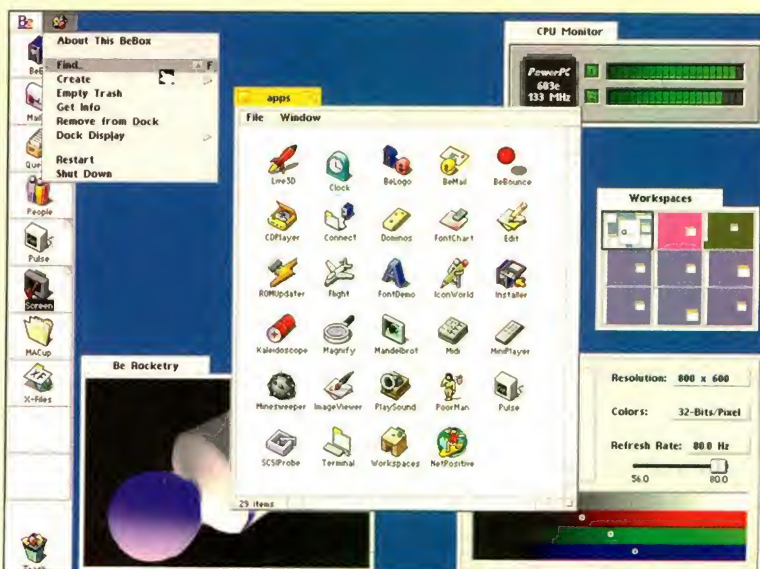 Be
About This BeBox
Find...
F
Create
Empty Trash
Get Info
Remove from Dock
Dock Display
Restart
Shut Down
People
Pulse
Screen
MACup
X-Files
CPU Monitor
PowerPC
603e
133 MHz
1
2
apps
File Window
Live3D Clock BeLogo BeMail BeBounce
CDPlayer Connect Dominos FontChart Edit
ROMUpdater Flight FontDemo IconWorld Installer
Kaleidoscope Magnify Mandelbrot Midi MiniPlayer
Minesweeper ImageViewer PlaySound PoorMan Pulse
SCSIProbe Terminal Workspaces NetPositive
29 items
Workspaces
Be Rocketry
Resolution: 800 x 600
Colors: 32-Bits/Pixel
Refresh Rate: 80.0 Hz
56.0 80.0